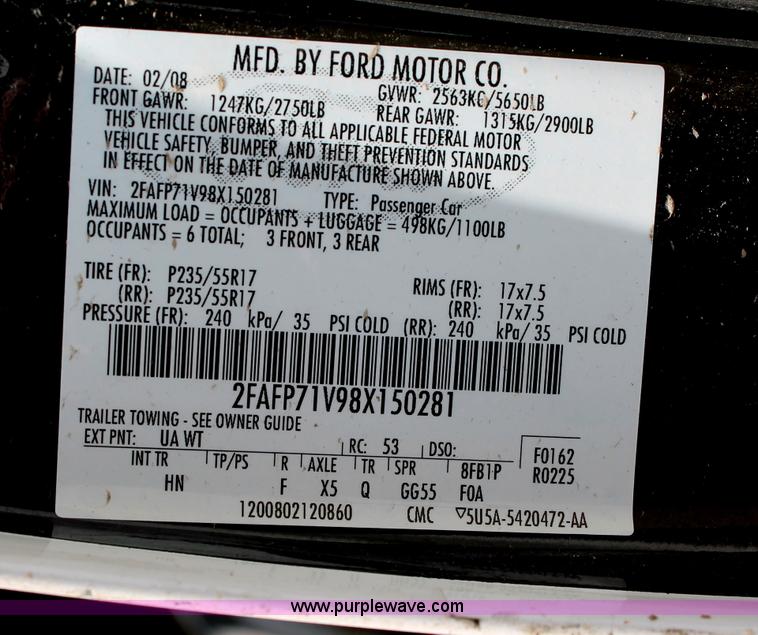 MFD. BY FORD MOTOR CO.
DATE: 02/08 GVWR: 2563KG/5650LB
FRONT GAWR: 1247KG/2750LB REAR GAWR: 1315KG/2900LB
THIS VEHICLE CONFORMS TO ALL APPLICABLE FEDERAL MOTOR
VEHICLE SAFETY, BUMPER, AND THEFT PREVENTION STANDARDS
IN EFFECT ON THE DATE OF MANUFACTURE SHOWN ABOVE.
VIN: 2FAFP71V98X150281 TYPE: Passenger Car
MAXIMUM LOAD = OCCUPANTS + LUGGAGE = 498KG/1100LB
OCCUPANTS = 6 TOTAL; 3 FRONT, 3 REAR
TIRE (FR): P235/55R17 RIMS (FR): 17x7.5
(RR): P235/55R17 (RR): 17x7.5
PRESSURE (FR): 240 kPa/ 35 PSI COLD (RR): 240 kPa/ 35 PSI COLD
2FAFP71V98X150281
TRAILER TOWING - SEE OWNER GUIDE
EXT PNT: UA WT RC: 53 DSO: F0162
INT TR TP/PS R AXLE TR SPR 8FB1P R0225
HN F X5 Q GG55 F0A
1200802120860 CMC ▽5U5A-5420472-AA
www.purplewave.com